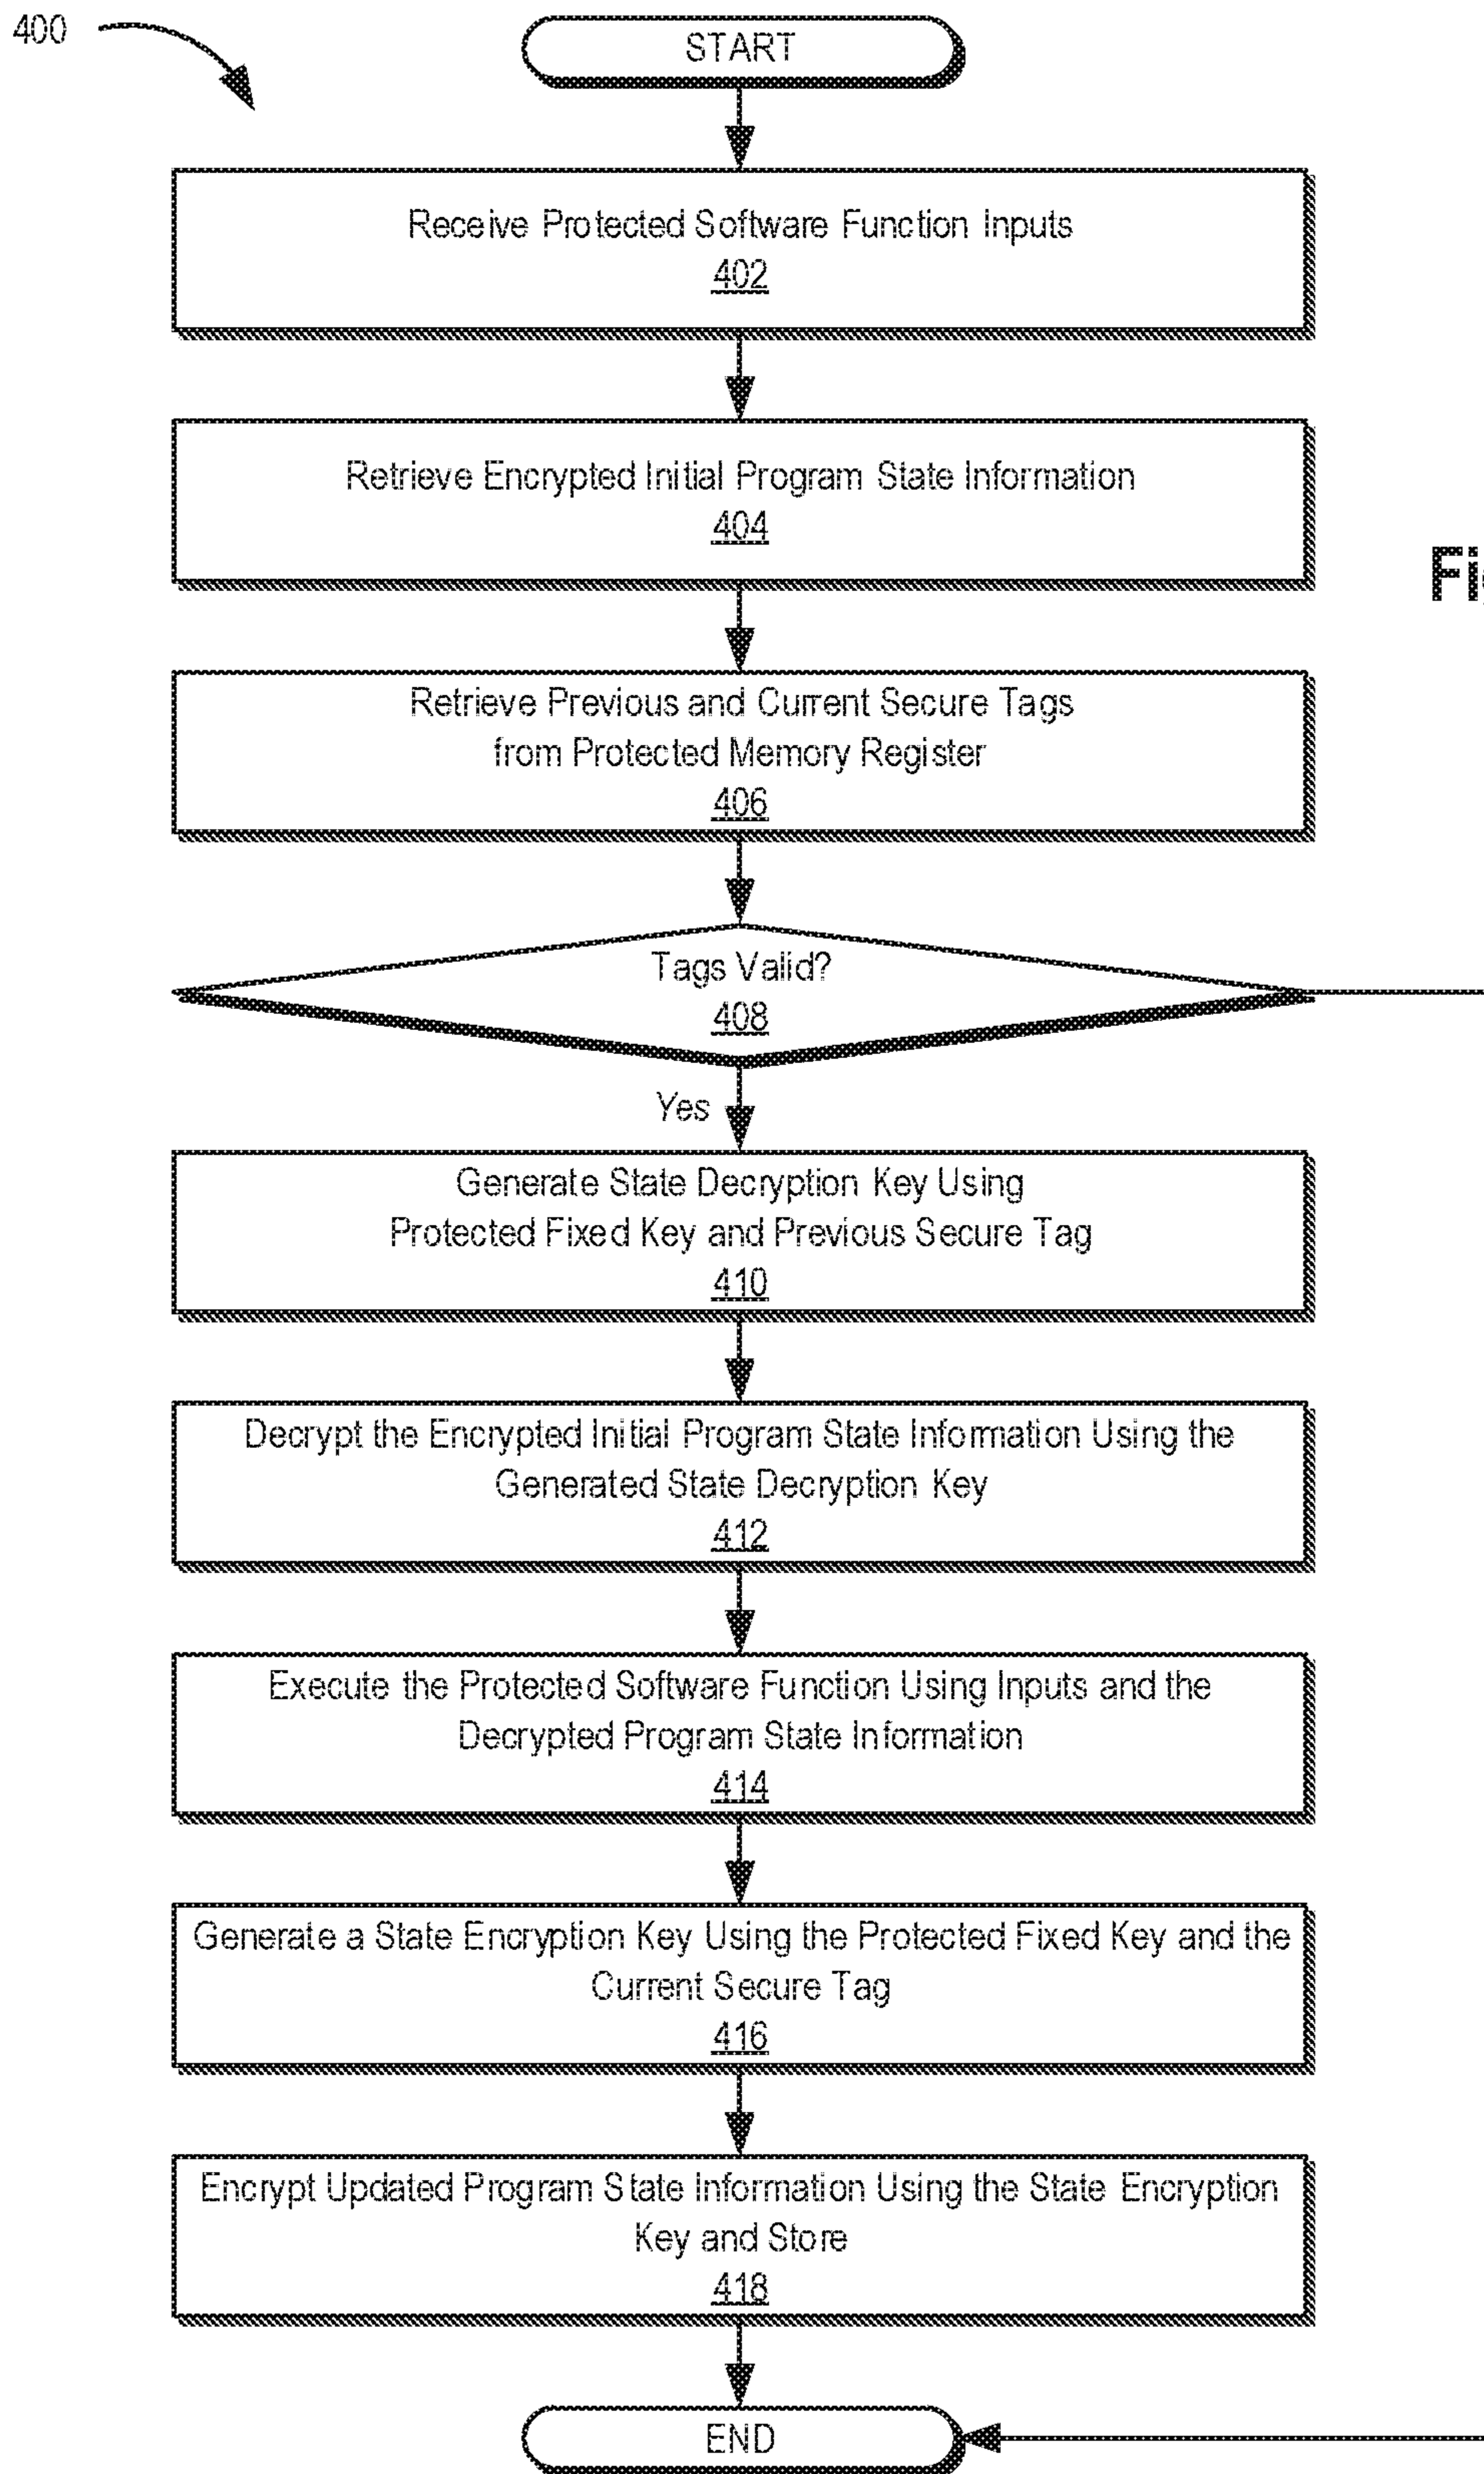 400
START
Receive Protected Software Function Inputs
402
Retrieve Encrypted Initial Program State Information
404
Fi
Retrieve Previous and Current Secure Tags
from Protected Memory Register
406
Tags Valid?
408
Yes
Generate State Decryption Key Using
Protected Fixed Key and Previous Secure Tag
410
Decrypt the Encrypted Initial Program State Information Using the
Generated State Decryption Key
412
Execute the Protected Software Function Using Inputs and the
Decrypted Program State Information
414
Generate a State Encryption Key Using the Protected Fixed Key and the
Current Secure Tag
416
Encrypt Updated Program State Information Using the State Encryption
Key and Store
418
END